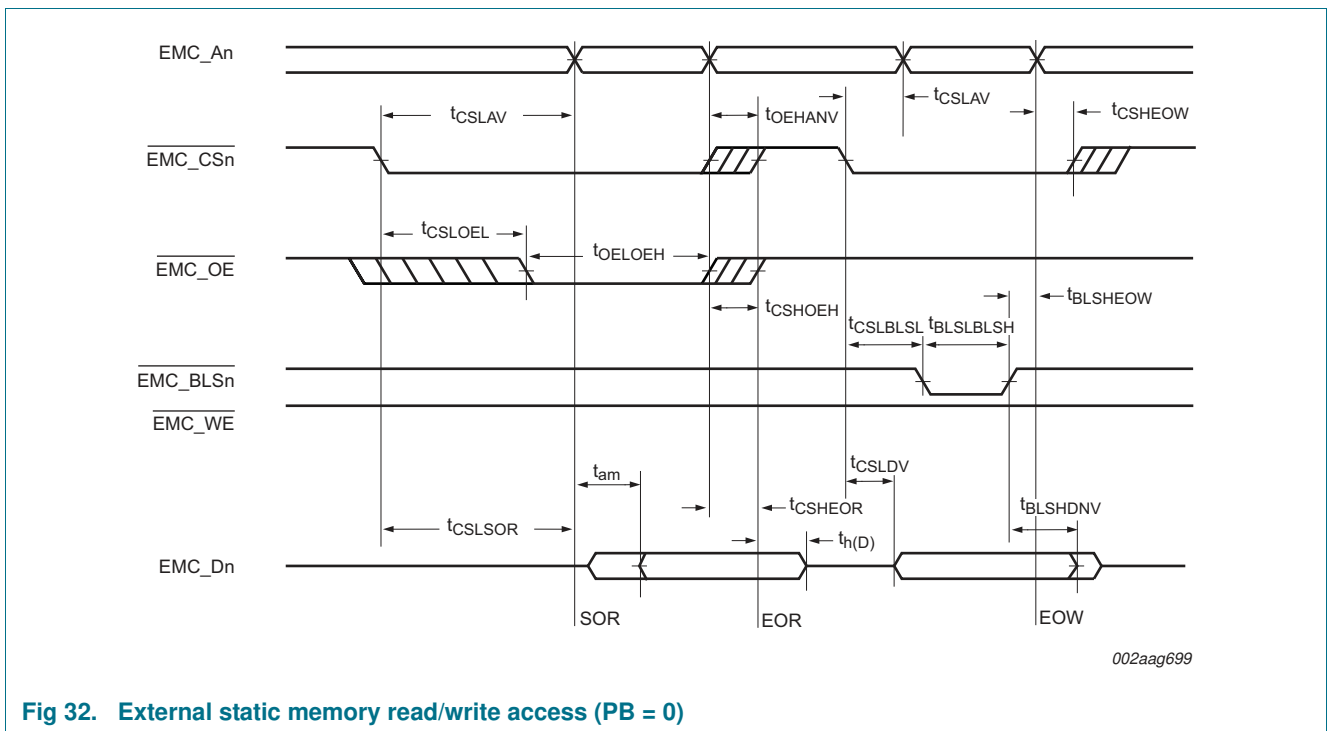 EMC_An
tCSLAV
tOEHANV
tCSLAV
tCSHEOW
EMC_CSn
tCSLOEL
tOELOEH
EMC_OE
tCSHOEH
tBLSHEOW
tCSLBLSL
tBLSLBLSH
EMC_BLSn
EMC_WE
tam
tCSLDV
tCSLSOR
tCSHEOR
tBLSHDNV
th(D)
EMC_Dn
SOR
EOR
EOW
002aag699
Fig 32. External static memory read/write access (PB = 0)